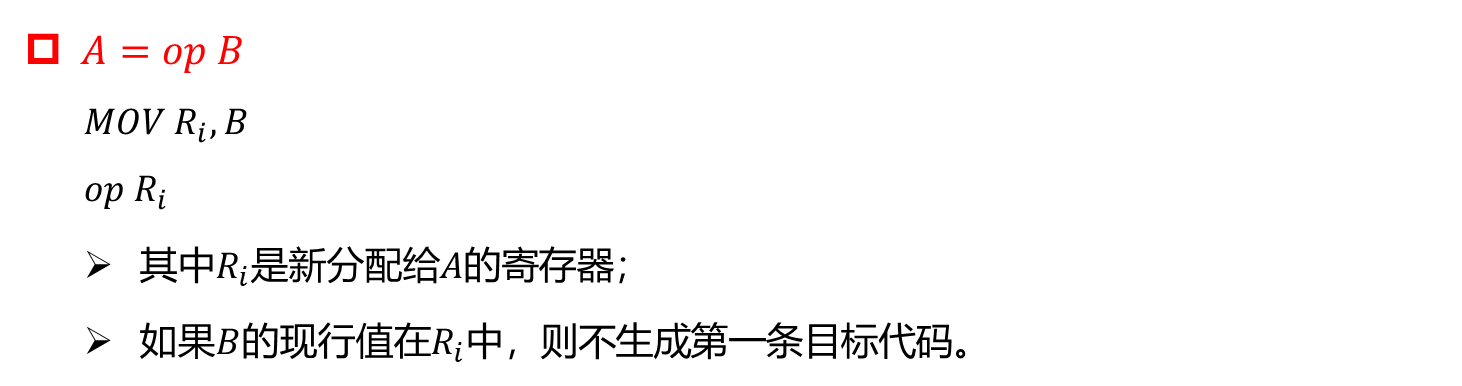 A = op B
MOV Rᵢ, B
op Rᵢ
其中Rᵢ是新分配给A的寄存器；
如果B的现行值在Rᵢ中，则不生成第一条目标代码。